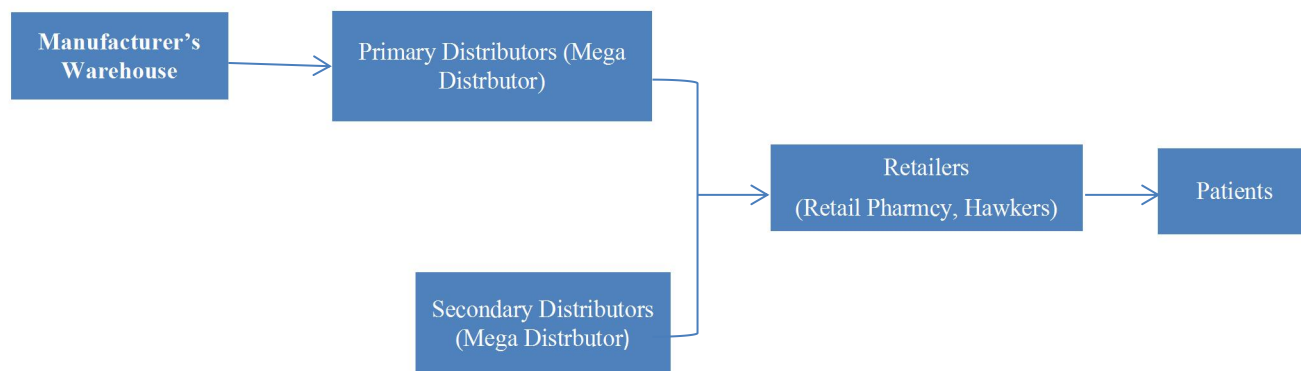 Manufacturer’s
Warehouse
Primary Distributors (Mega
Distrbutor)
Retailers
(Retail Pharmcy, Hawkers)
Patients
Secondary Distributors
(Mega Distrbutor)